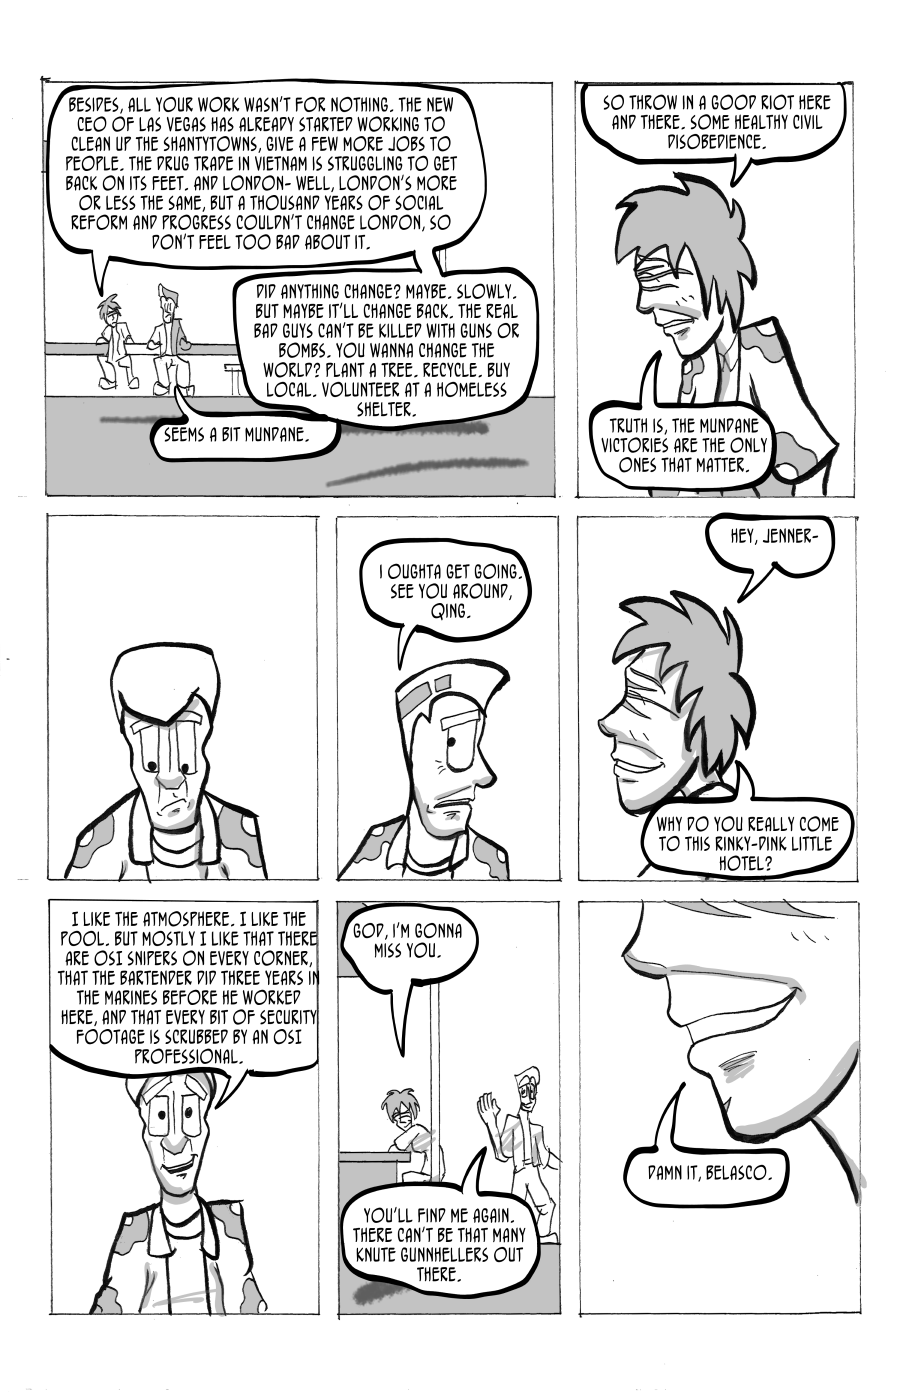 BESIDES, ALL YOUR WORK WASN'T FOR NOTHING. THE NEW
CEO OF LAS VEGAS HAS ALREADY STARTED WORKING TO
CLEAN UP THE SHANTYTOWNS, GIVE A FEW MORE JOBS TO
PEOPLE. THE DRUG TRADE IN VIETNAM IS STRUGGLING TO GET
BACK ON ITS FEET. AND LONDON- WELL, LONDON'S MORE
OR LESS THE SAME, BUT A THOUSAND YEARS OF SOCIAL
REFORM AND PROGRESS COULDN'T CHANGE LONDON, SO
DON'T FEEL TOO BAD ABOUT IT.
DID ANYTHING CHANGE? MAYBE. SLOWLY.
BUT MAYBE IT'LL CHANGE BACK. THE REAL
BAD GUYS CAN'T BE KILLED WITH GUNS OR
BOMBS. YOU WANNA CHANGE THE
WORLD? PLANT A TREE. RECYCLE. BUY
LOCAL. VOLUNTEER AT A HOMELESS
SHELTER.
SEEMS A BIT MUNDANE.
SO THROW IN A GOOD RIOT HERE
AND THERE. SOME HEALTHY CIVIL
DISOBEDIENCE.
TRUTH IS, THE MUNDANE
VICTORIES ARE THE ONLY
ONES THAT MATTER.
I OUGHTA GET GOING.
SEE YOU AROUND,
QING.
HEY, JENNER-
WHY DO YOU REALLY COME
TO THIS RINKY-DINK LITTLE
HOTEL?
I LIKE THE ATMOSPHERE. I LIKE THE
POOL. BUT MOSTLY I LIKE THAT THERE
ARE OSI SNIPERS ON EVERY CORNER,
THAT THE BARTENDER DID THREE YEARS IN
THE MARINES BEFORE HE WORKED
HERE, AND THAT EVERY BIT OF SECURITY
FOOTAGE IS SCRUBBED BY AN OSI
PROFESSIONAL.
GOD, I'M GONNA
MISS YOU.
YOU'LL FIND ME AGAIN.
THERE CAN'T BE THAT MANY
KNUTE GUNNHELLERS OUT
THERE.
DAMN IT, BELASCO.